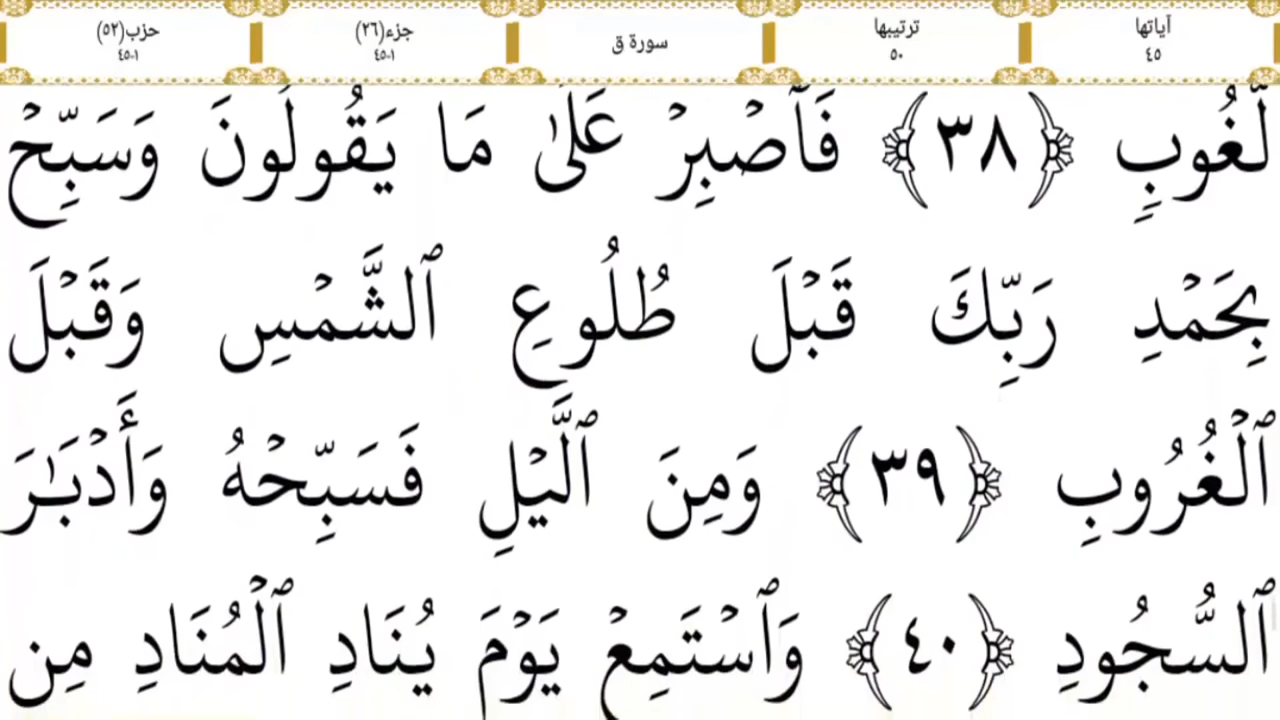 آياتها ترتيبها سورة ق جزء(٢٦) حزب(٥٢)
٤٥ ٥٠ ١-٤٥ ١-٤٥
لُّغُوبٍ ﴿٣٨﴾ فَٱصْبِرْ عَلَىٰ مَا يَقُولُونَ وَسَبِّحْ
بِحَمْدِ رَبِّكَ قَبْلَ طُلُوعِ ٱلشَّمْسِ وَقَبْلَ
ٱلْغُرُوبِ ﴿٣٩﴾ وَمِنَ ٱلَّيْلِ فَسَبِّحْهُ وَأَدْبَـٰرَ
ٱلسُّجُودِ ﴿٤٠﴾ وَٱسْتَمِعْ يَوْمَ يُنَادِ ٱلْمُنَادِ مِن